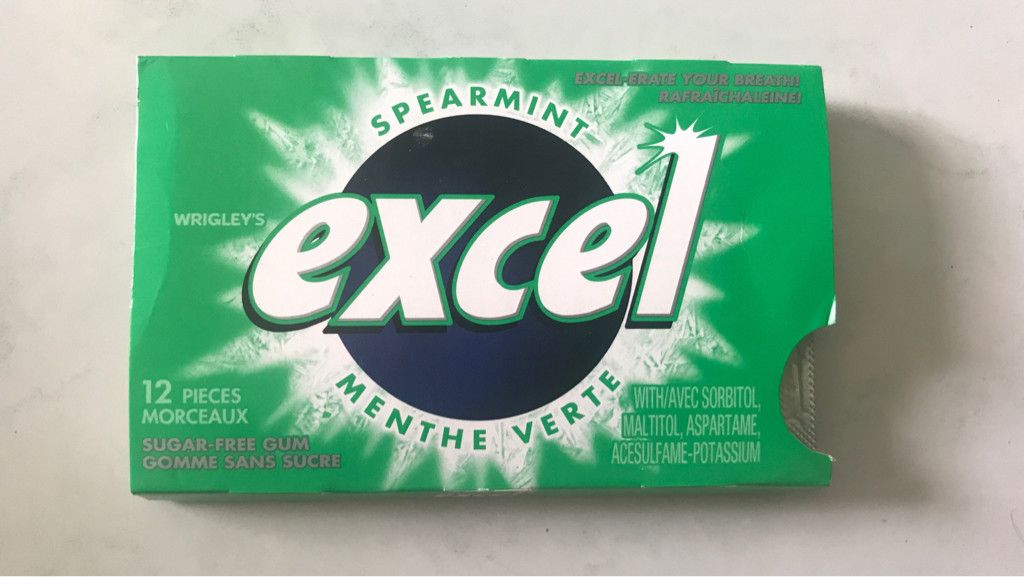 EXCEL-ERATE YOUR BREATH!
RAFRAÎCHALEINE!
SPEARMINT
WRIGLEY'S
excel
MENTHE VERTE
12 PIECES
MORCEAUX
SUGAR-FREE GUM
GOMME SANS SUCRE
WITH/AVEC SORBITOL,
MALTITOL, ASPARTAME,
ACÉSULFAME-POTASSIUM